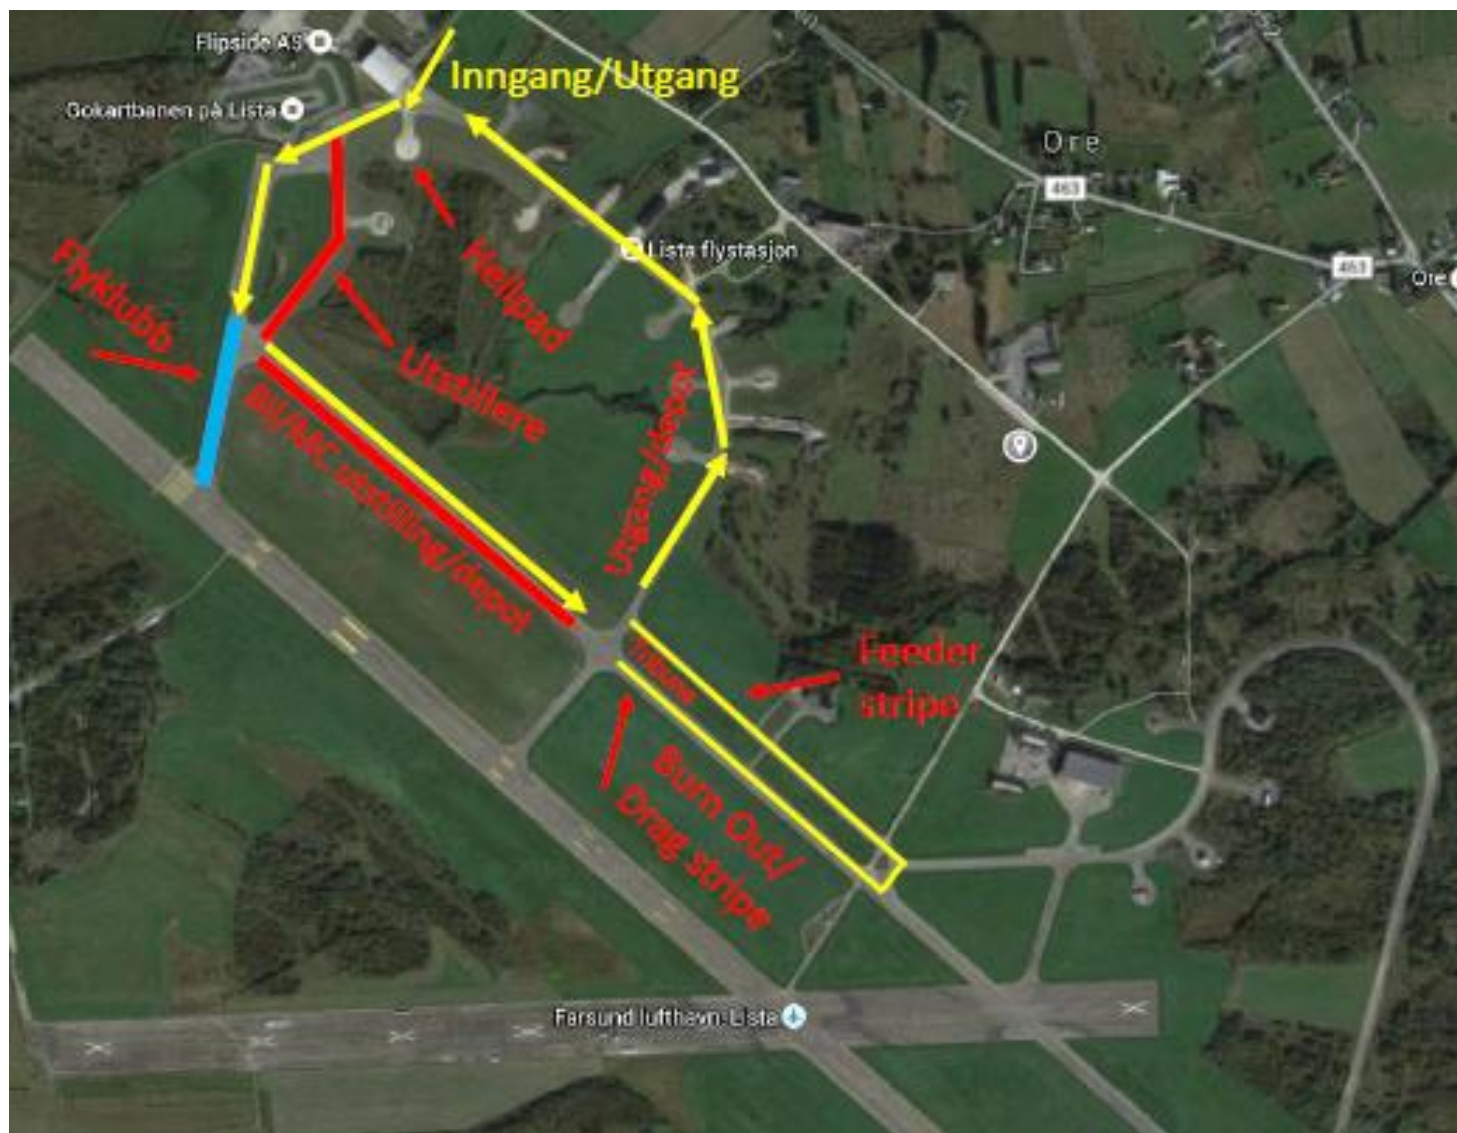 Flipside AS
Inngang/Utgang
Gokartbanen på Lista
Ore
463
Lista flystasjon
463
Ore
Flyklubb
Helipad
Utstillere
Bil/MC utstilling/depot
Utgang/depot
Tribune
Feeder
stripe
Burn Out/
Drag stripe
Farsund lufthavn, Lista